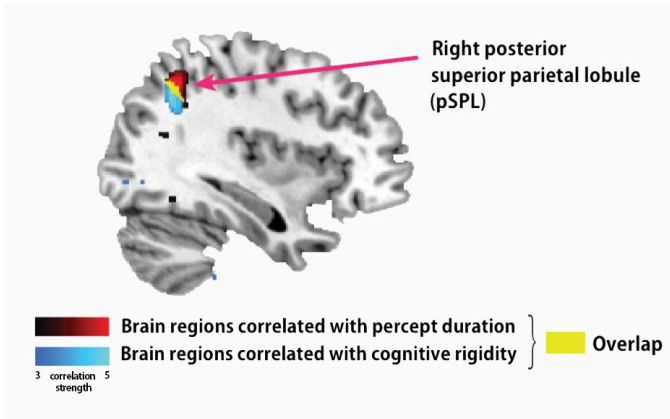 Right posterior
superior parietal lobule
(pSPL)
Brain regions correlated with percept duration
Brain regions correlated with cognitive rigidity
Overlap
3 correlation 5
strength